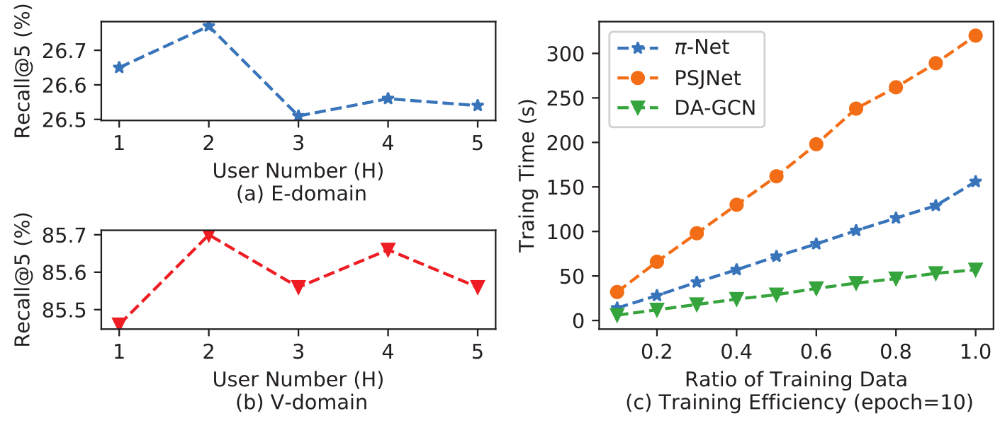 Recall@5 (%)
26.7
26.6
26.5
1 2 3 4 5
User Number (H)
(a) E-domain
Recall@5 (%)
85.7
85.6
85.5
1 2 3 4 5
User Number (H)
(b) V-domain
Traing Time (s)
300
250
200
150
100
50
0
π-Net
PSJNet
DA-GCN
0.2 0.4 0.6 0.8 1.0
Ratio of Training Data
(c) Training Efficiency (epoch=10)